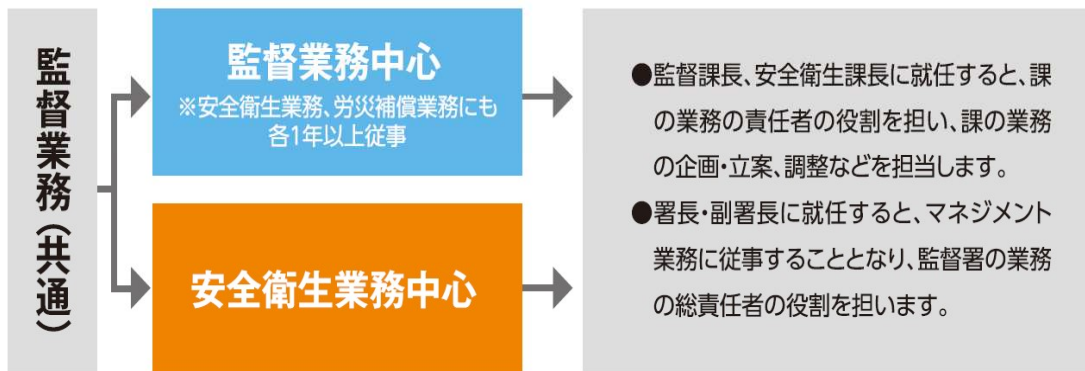 監督業務（共通）
監督業務中心
※安全衛生業務、労災補償業務にも
各1年以上従事
安全衛生業務中心
●監督課長、安全衛生課長に就任すると、課
の業務の責任者の役割を担い、課の業務
の企画・立案、調整などを担当します。
●署長・副署長に就任すると、マネジメント
業務に従事することとなり、監督署の業務
の総責任者の役割を担います。